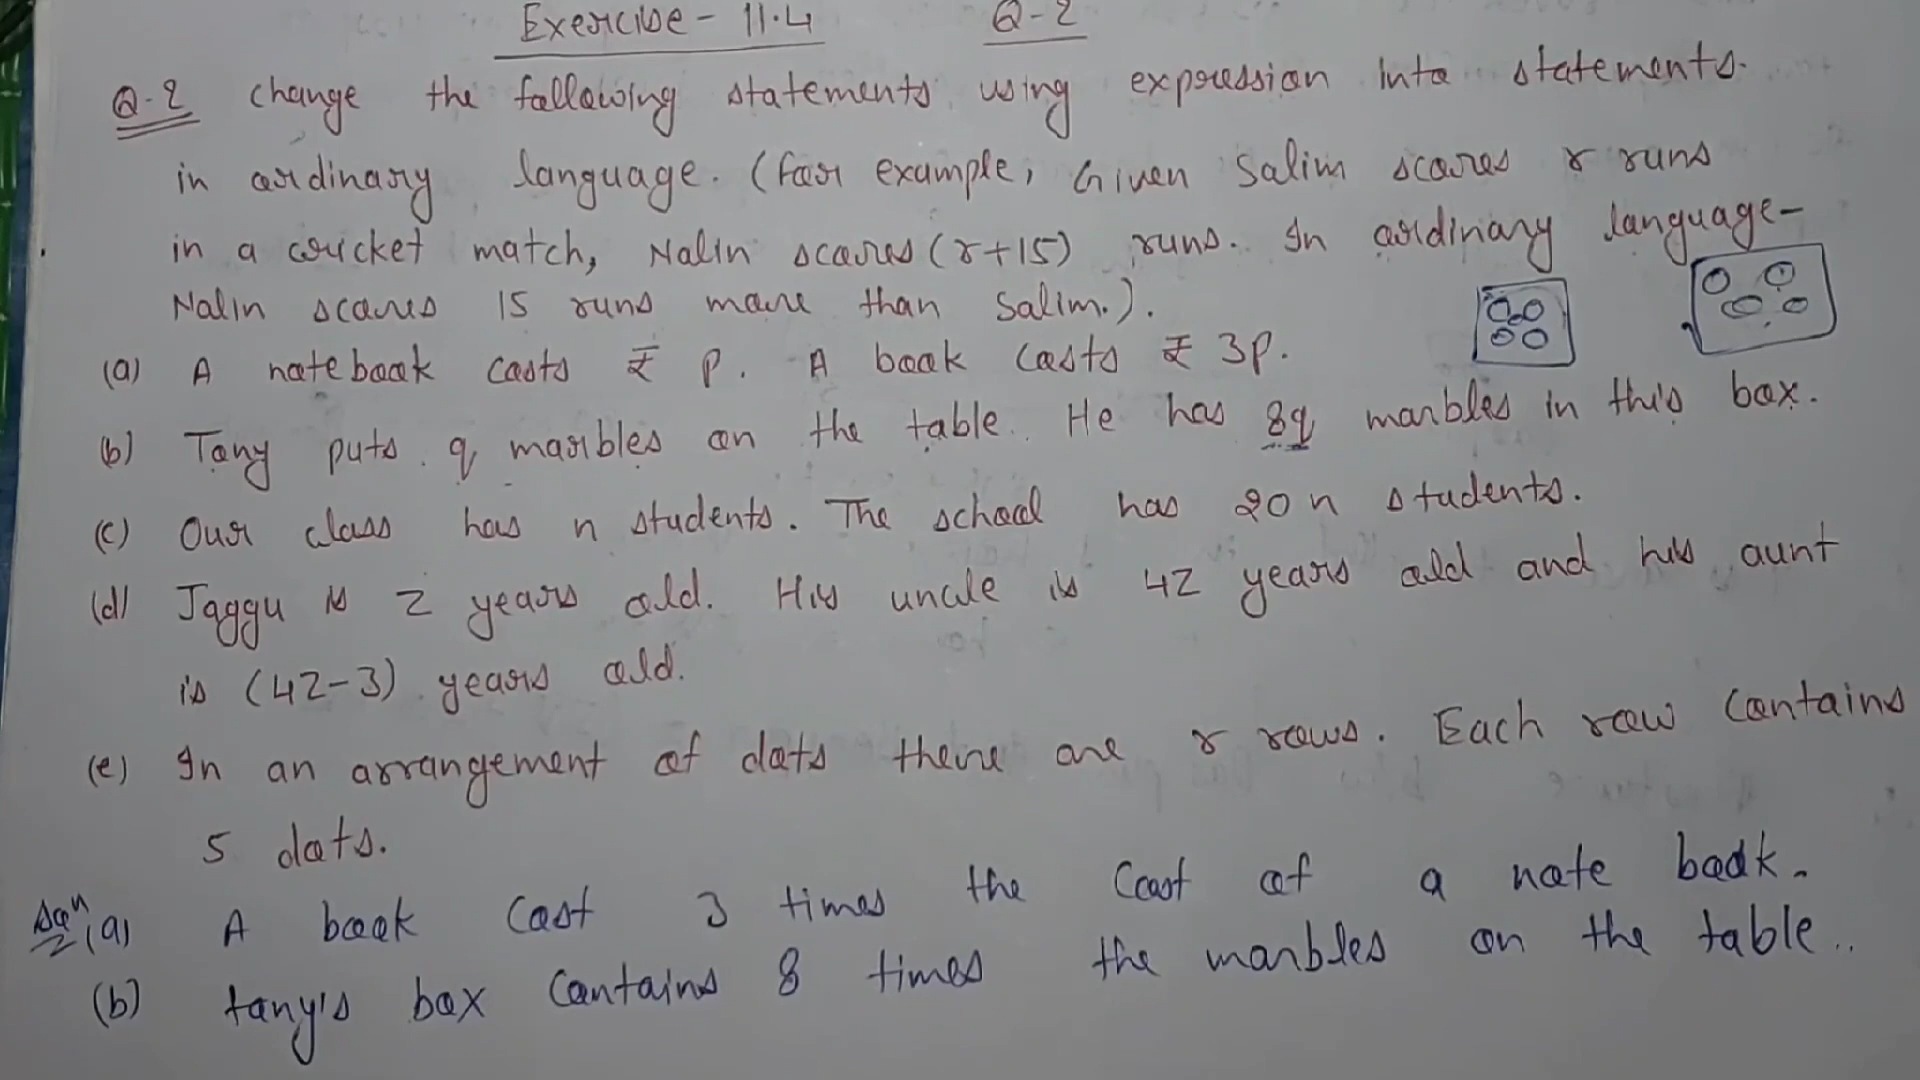 Exercise - 11.4 Q-2
Q-2 change the following statements using expression into statements.
in ordinary language. (for example, Given Salim scores r runs
in a cricket match, Nalin scores (r+15) runs. In ordinary language-
Nalin scores 15 runs more than Salim.).
(a) A notebook costs ₹ p. A book costs ₹ 3p.
(b) Tony puts q marbles on the table. He has 8q marbles in this box.
(c) Our class has n students. The school has 20n students.
(d) Jaggu is z years old. His uncle is 4z years old and his aunt
is (4z-3) years old.
(e) In an arrangement of dots there are r rows. Each row contains
5 dots.
Solⁿ (a) A book cost 3 times the cost of a note book.
(b) tony's box contains 8 times the marbles on the table..